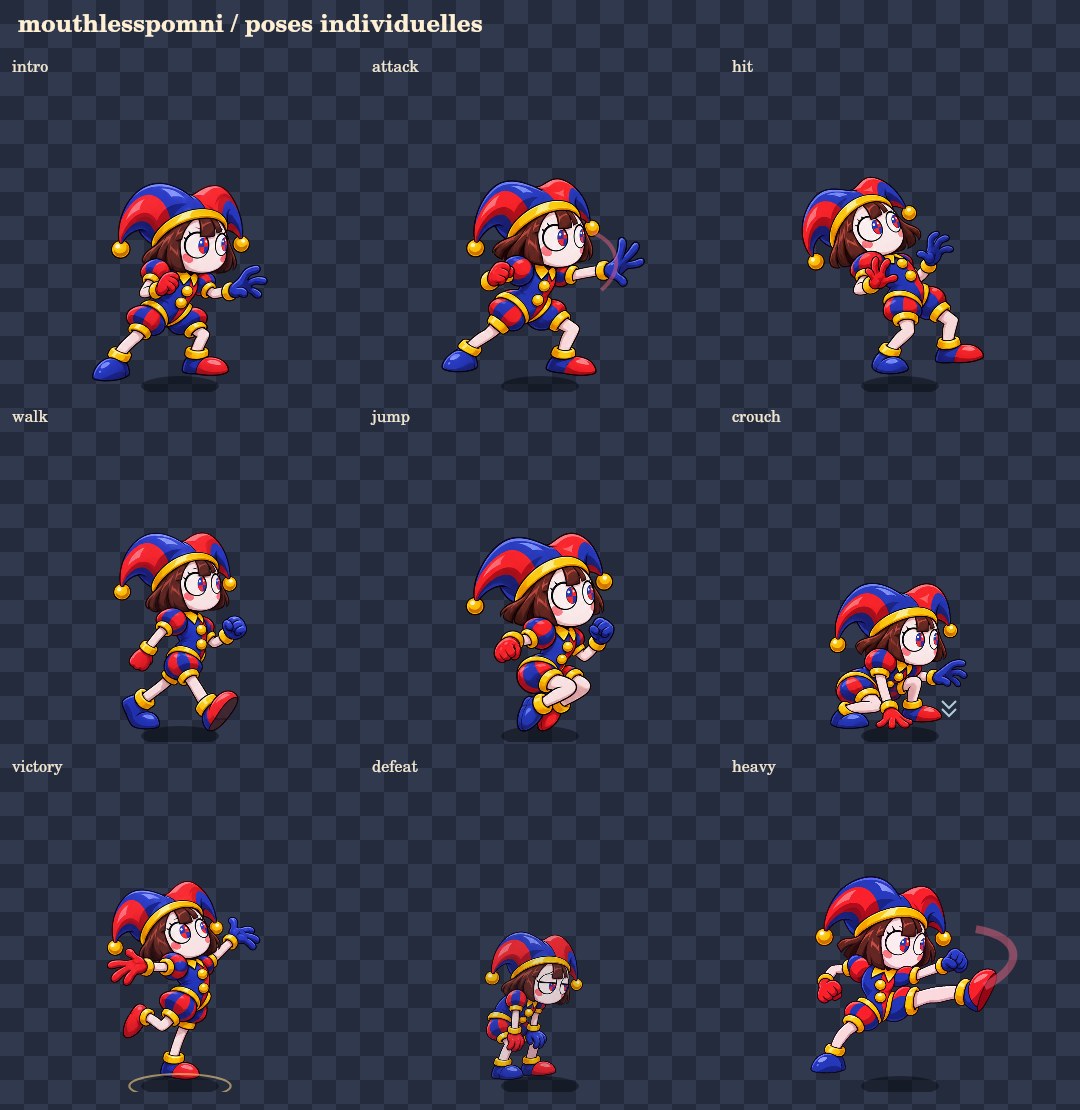 mouthlesspomni / poses individuelles
intro attack hit
walk jump crouch
victory defeat heavy